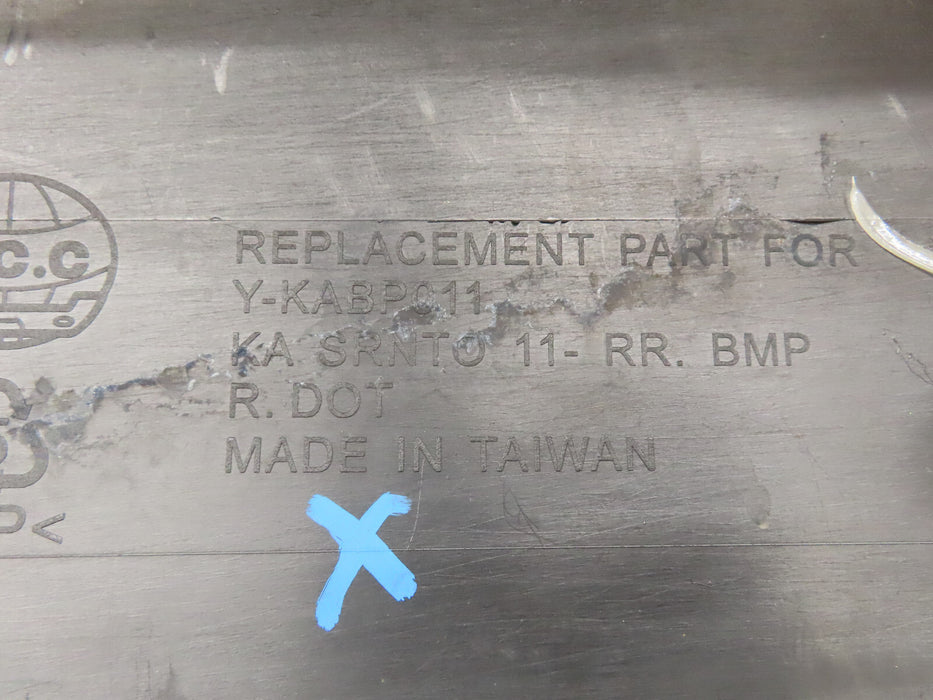 C.C
REPLACEMENT PART FOR
Y-KABP011
KA SRNTO 11- RR. BMP
R. DOT
MADE IN TAIWAN
P<